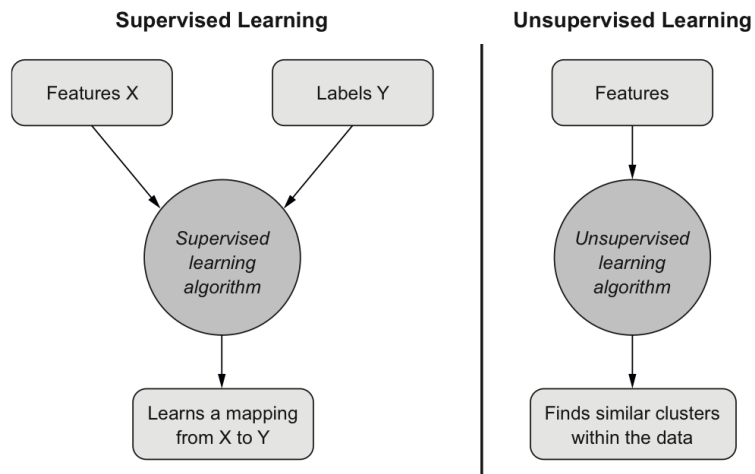 Supervised Learning
Features X
Labels Y
Supervised
learning
algorithm
Learns a mapping
from X to Y
Unsupervised Learning
Features
Unsupervised
learning
algorithm
Finds similar clusters
within the data